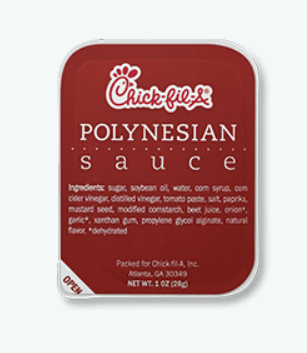 Chick-fil-A®
POLYNESIAN
sauce
Ingredients: sugar, soybean oil, water, corn syrup, corn
cider vinegar, distilled vinegar, tomato paste, salt, paprika,
mustard seed, modified cornstarch, beet juice, onion*,
garlic*, xanthan gum, propylene glycol alginate, natural
flavor. *dehydrated
Packed for Chick-fil-A, Inc.
Atlanta, GA 30349
NET WT. 1 OZ (28g)
OPEN